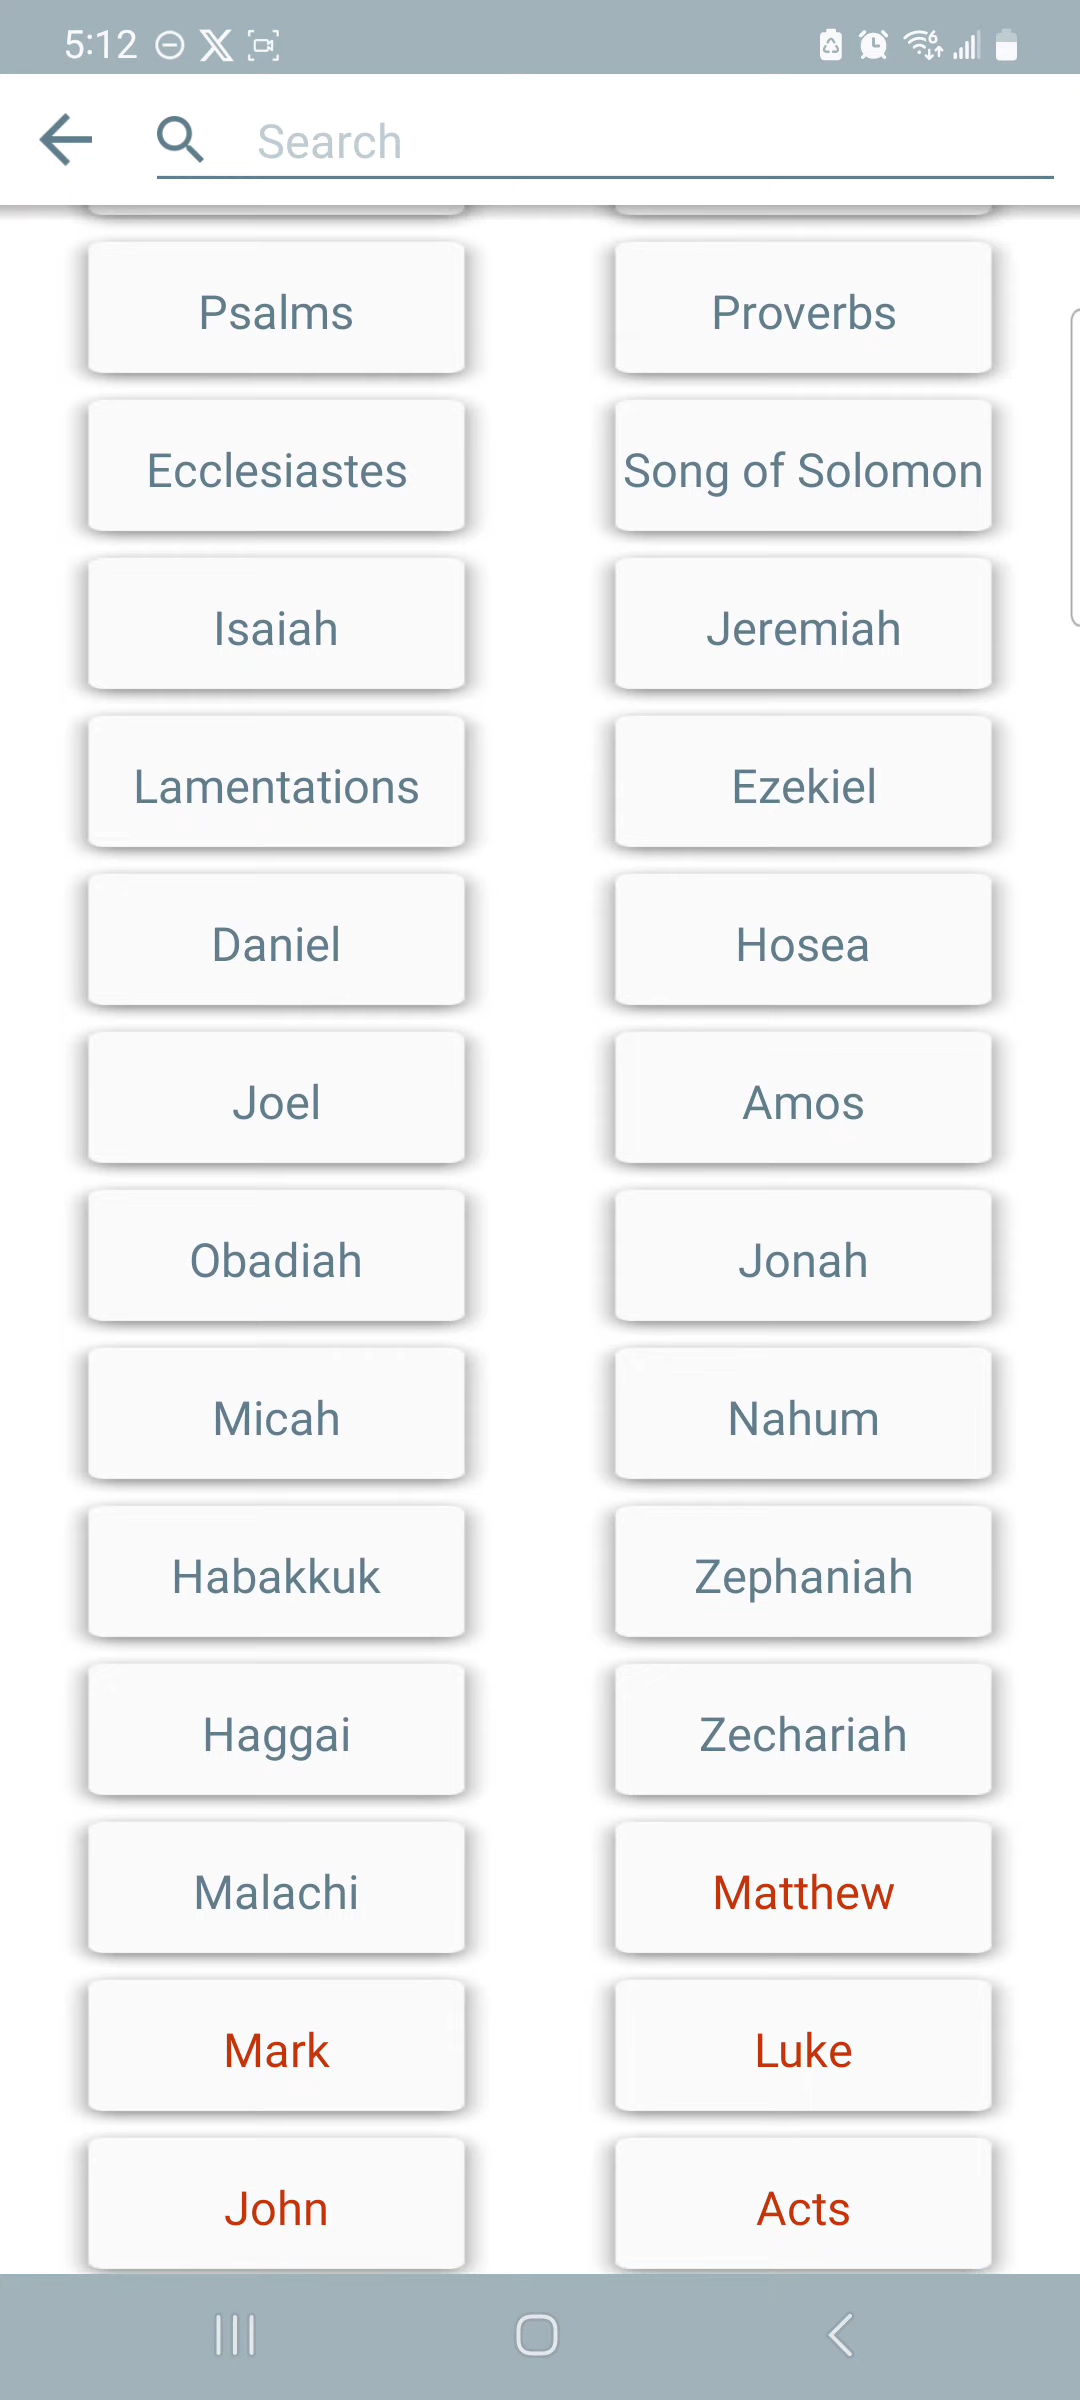 5:12
Search
Psalms Proverbs
Ecclesiastes Song of Solomon
Isaiah Jeremiah
Lamentations Ezekiel
Daniel Hosea
Joel Amos
Obadiah Jonah
Micah Nahum
Habakkuk Zephaniah
Haggai Zechariah
Malachi Matthew
Mark Luke
John Acts